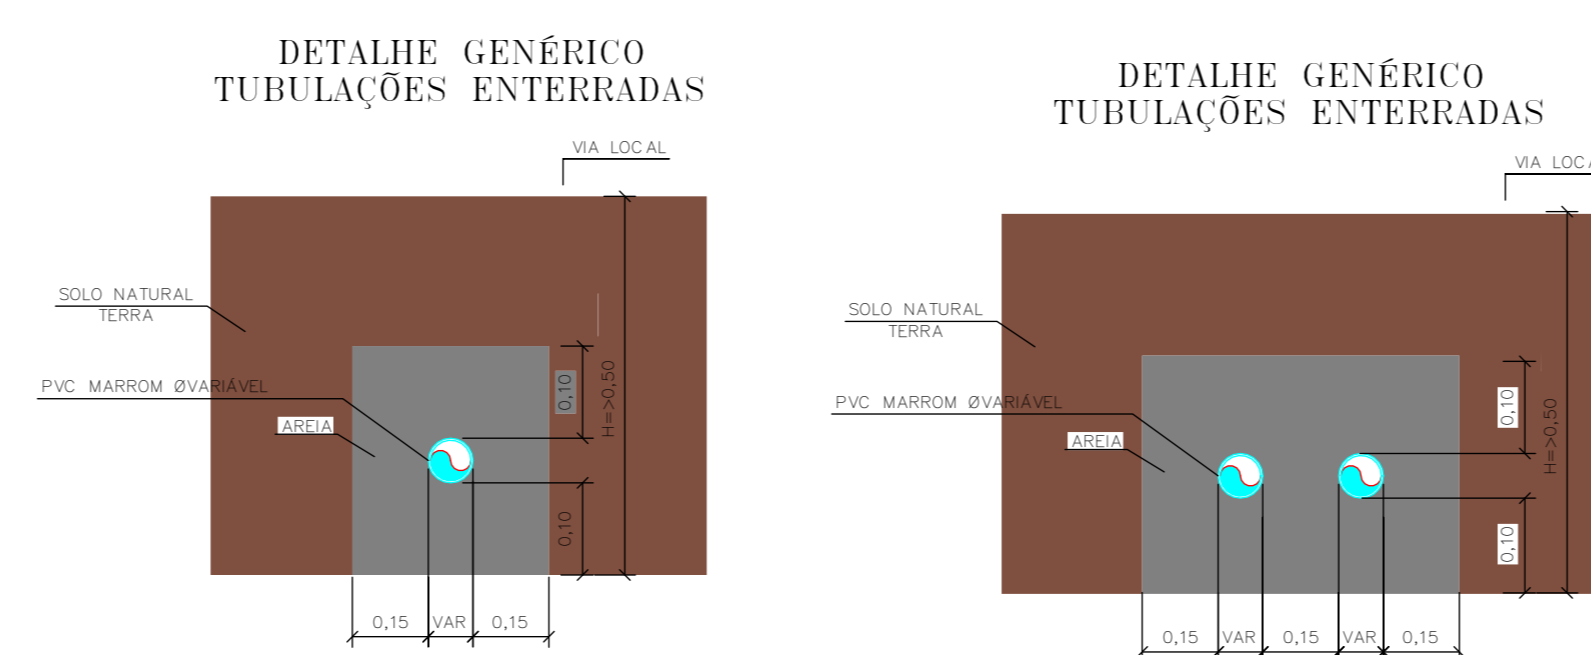 DETALHE GENÉRICO
TUBULAÇÕES ENTERRADAS
VIA LOCAL
SOLO NATURAL
TERRA
PVC MARROM ØVARIÁVEL
AREIA
0,10
H=>0,50
0,10
0,15 VAR 0,15
DETALHE GENÉRICO
TUBULAÇÕES ENTERRADAS
VIA LOCA
SOLO NATURAL
TERRA
PVC MARROM ØVARIÁVEL
AREIA
0,10
H=>0,50
0,10
0,15 VAR 0,15 VAR 0,15